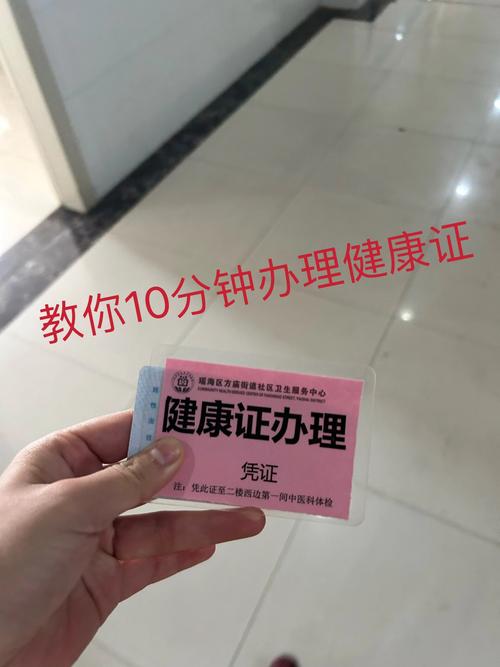 教你10分钟办理健康证
瑶海区方庙街道社区卫生服务中心
健康证办理
凭证
注：凭此证至二楼西边第一间中医科体检